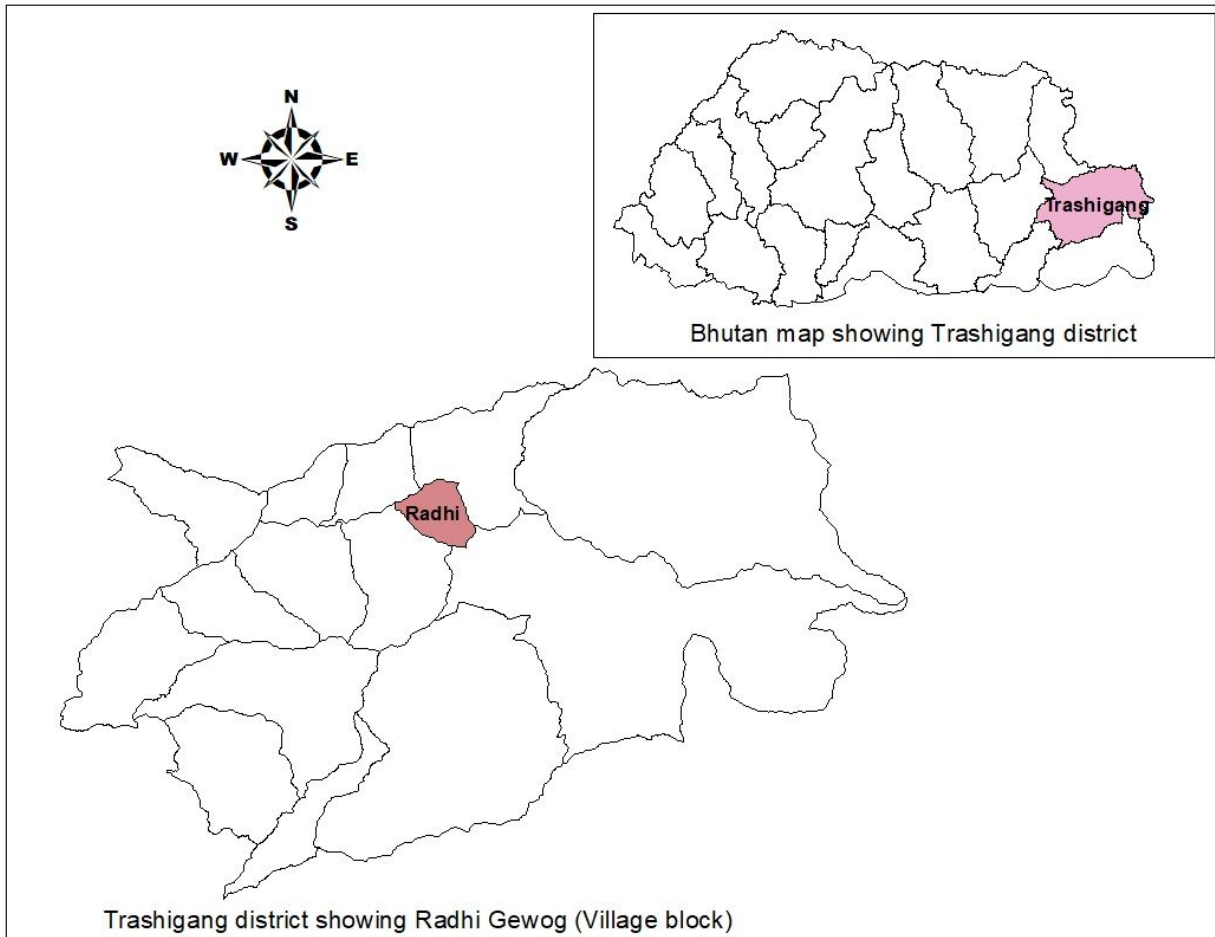 N
W E
S
Trashigang
Bhutan map showing Trashigang district
Radhi
Trashigang district showing Radhi Gewog (Village block)